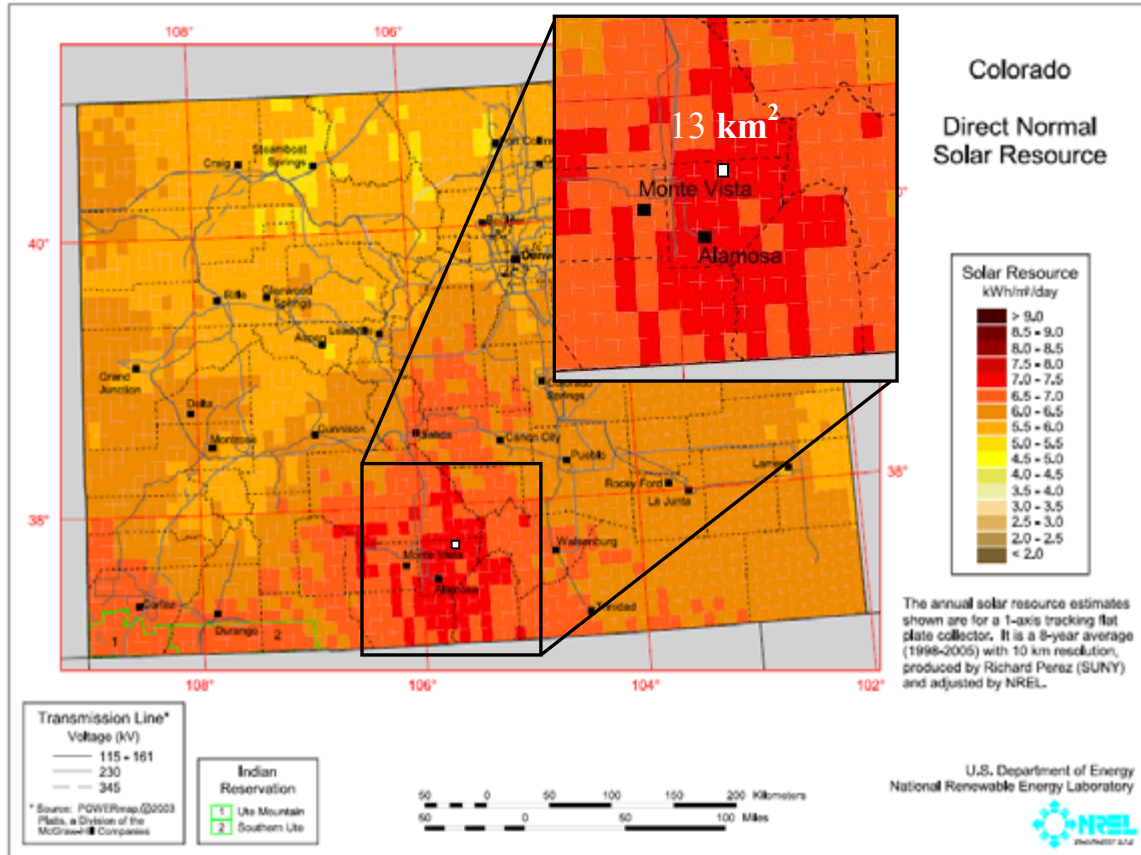 108°
106°
Colorado
Direct Normal
Solar Resource
13 km²
Monte Vista
Alamosa
Steamboat
Springs
Craig
40°
Rifle
Glenwood
Springs
Aspen
Grand
Junction
Delta
Montrose
Gunnison
Salida
Canon City
Colorado
Springs
Pueblo
Rocky Ford
La Junta
Lamar
38°
38°
Monte Vista
Alamosa
Walsenburg
Trinidad
Cortez
Durango
1
2
108°
106°
104°
102°
Solar Resource
kWh/m²/day
> 9.0
8.5 - 9.0
8.0 - 8.5
7.5 - 8.0
7.0 - 7.5
6.5 - 7.0
6.0 - 6.5
5.5 - 6.0
5.0 - 5.5
4.5 - 5.0
4.0 - 4.5
3.5 - 4.0
3.0 - 3.5
2.5 - 3.0
2.0 - 2.5
< 2.0
The annual solar resource estimates
shown are for a 1-axis tracking flat
plate collector. It is a 8-year average
(1998-2005) with 10 km resolution,
produced by Richard Perez (SUNY)
and adjusted by NREL.
Transmission Line*
Voltage (kV)
115 - 161
230
345
* Source: POWERmap,©2003
Platts, a Division of the
McGraw-Hill Companies
Indian
Reservation
1 Ute Mountain
2 Southern Ute
50 0 50 100 150 200 Kilometers
50 0 50 100 Miles
U.S. Department of Energy
National Renewable Energy Laboratory
NREL